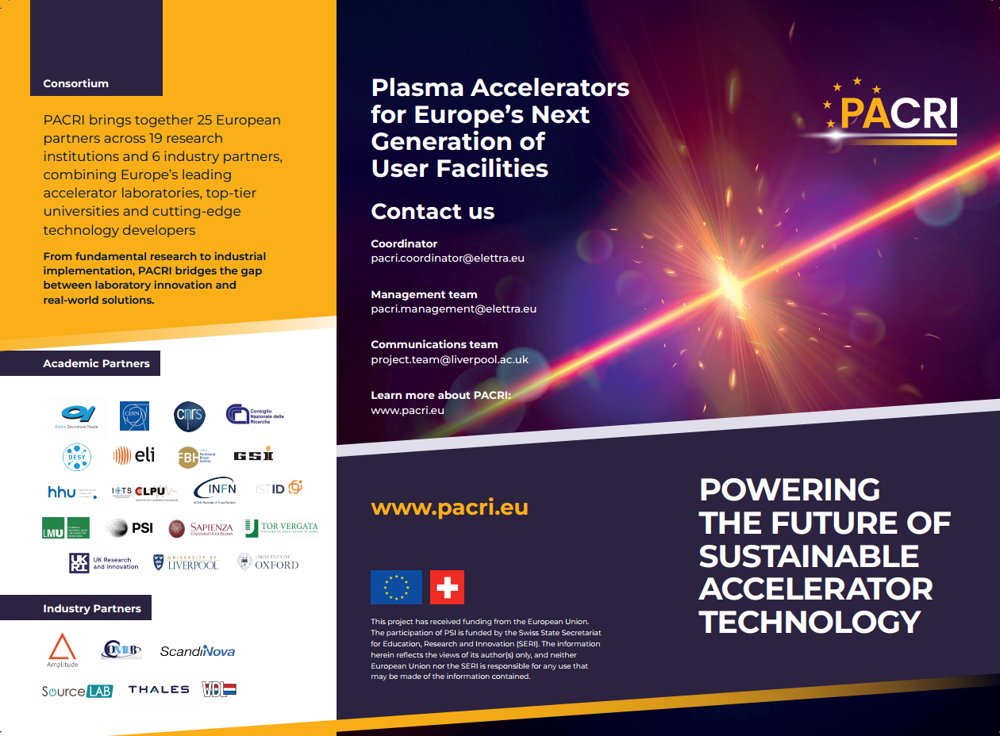 Consortium
PACRI brings together 25 European
partners across 19 research
institutions and 6 industry partners,
combining Europe's leading
accelerator laboratories, top-tier
universities and cutting-edge
technology developers
From fundamental research to industrial
implementation, PACRI bridges the gap
between laboratory innovation and
real-world solutions.
Academic Partners
Elettra Sincrotrone Trieste
CERN
cnrs
Consiglio
Nazionale delle
Ricerche
DESY.
eli
FBH
Ferdinand
Braun
Institut
GSI
hhu
CLPU
INFN
ISTID
LMU
PSI
SAPIENZA
UNIVERSITÀ DI ROMA
TOR VERGATA
UNIVERSITÀ DEGLI STUDI DI ROMA
UKRI
UK Research
and Innovation
UNIVERSITY OF
LIVERPOOL
UNIVERSITY OF
OXFORD
Industry Partners
Amplitude
COMEB
ScandiNova
SourceLAB
THALES
VDL
Plasma Accelerators
for Europe's Next
Generation of
User Facilities
Contact us
Coordinator
pacri.coordinator@elettra.eu
Management team
pacri.management@elettra.eu
Communications team
project.team@liverpool.ac.uk
Learn more about PACRI:
www.pacri.eu
www.pacri.eu
This project has received funding from the European Union.
The participation of PSI is funded by the Swiss State Secretariat
for Education, Research and Innovation (SERI). The information
herein reflects the views of its author(s) only, and neither
European Union nor the SERI is responsible for any use that
may be made of the information contained.
PACRI
POWERING
THE FUTURE OF
SUSTAINABLE
ACCELERATOR
TECHNOLOGY